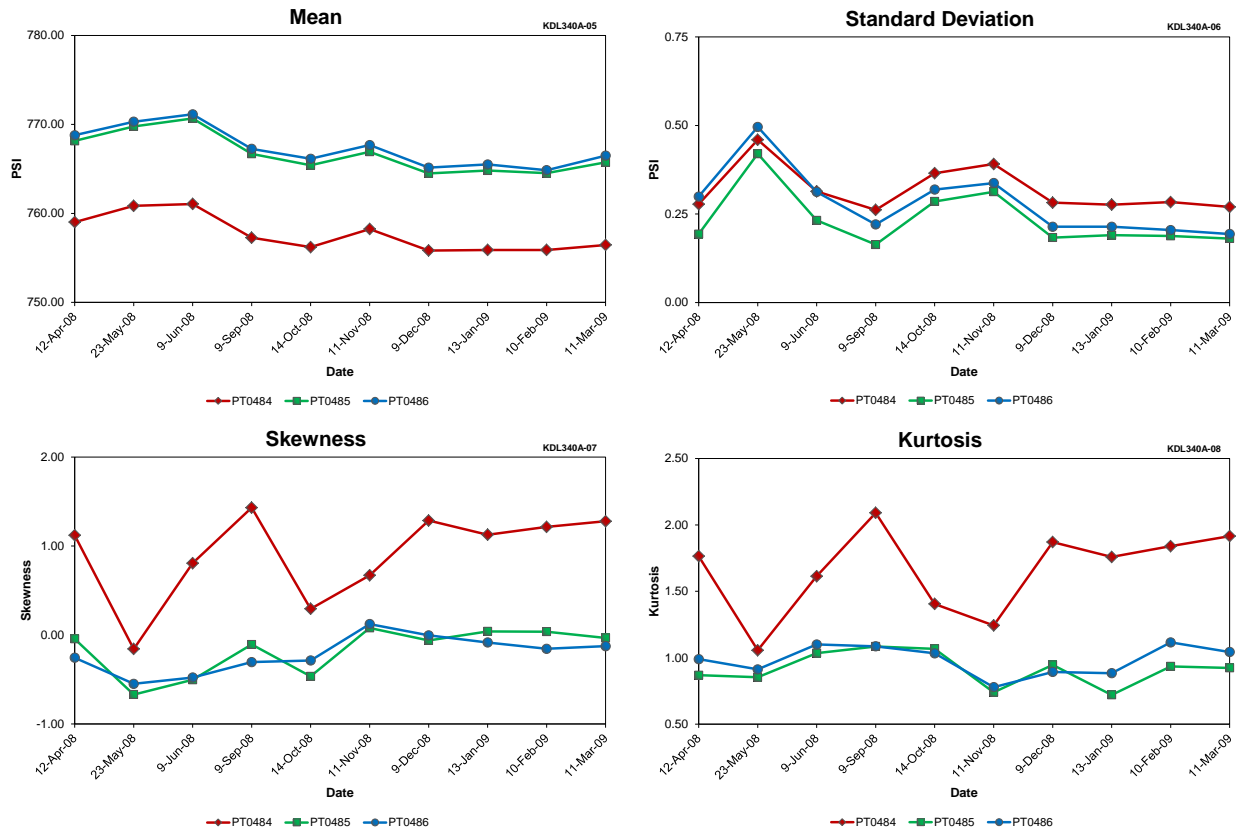 Mean
KDL340A-05
780.00
770.00
760.00
750.00
PSI
12-Apr-08
23-May-08
9-Jun-08
9-Sep-08
14-Oct-08
11-Nov-08
9-Dec-08
13-Jan-09
10-Feb-09
11-Mar-09
Date
PT0484 PT0485 PT0486
Standard Deviation
KDL340A-06
0.75
0.50
0.25
0.00
PSI
12-Apr-08
23-May-08
9-Jun-08
9-Sep-08
14-Oct-08
11-Nov-08
9-Dec-08
13-Jan-09
10-Feb-09
11-Mar-09
Date
PT0484 PT0485 PT0486
Skewness
KDL340A-07
2.00
1.00
0.00
-1.00
Skewness
12-Apr-08
23-May-08
9-Jun-08
9-Sep-08
14-Oct-08
11-Nov-08
9-Dec-08
13-Jan-09
10-Feb-09
11-Mar-09
Date
PT0484 PT0485 PT0486
Kurtosis
KDL340A-08
2.50
2.00
1.50
1.00
0.50
Kurtosis
12-Apr-08
23-May-08
9-Jun-08
9-Sep-08
14-Oct-08
11-Nov-08
9-Dec-08
13-Jan-09
10-Feb-09
11-Mar-09
Date
PT0484 PT0485 PT0486